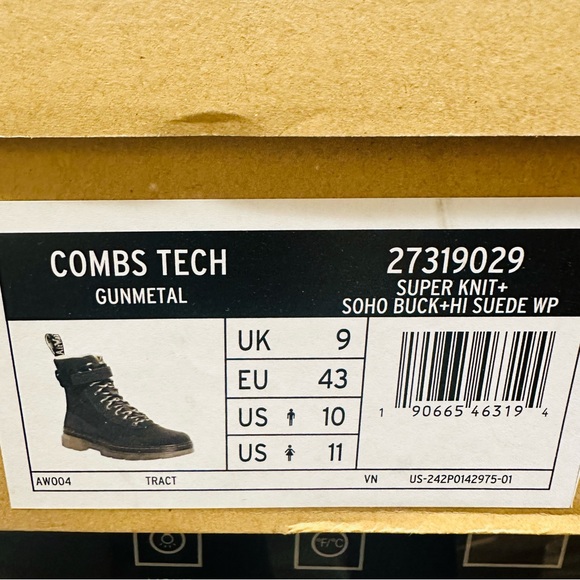 COMBS TECH
GUNMETAL
27319029
SUPER KNIT+
SOHO BUCK+HI SUEDE WP
UK 9
EU 43
US 10
US 11
1 90665 46319 4
AW004 TRACT VN US-242P0142975-01
°F/°C